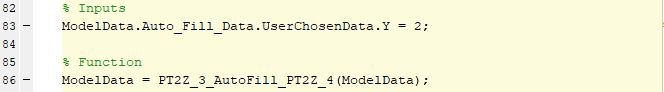 82 % Inputs
83 – ModelData.Auto_Fill_Data.UserChosenData.Y = 2;
84
85 % Function
86 – ModelData = PT2Z_3_AutoFill_PT2Z_4(ModelData);